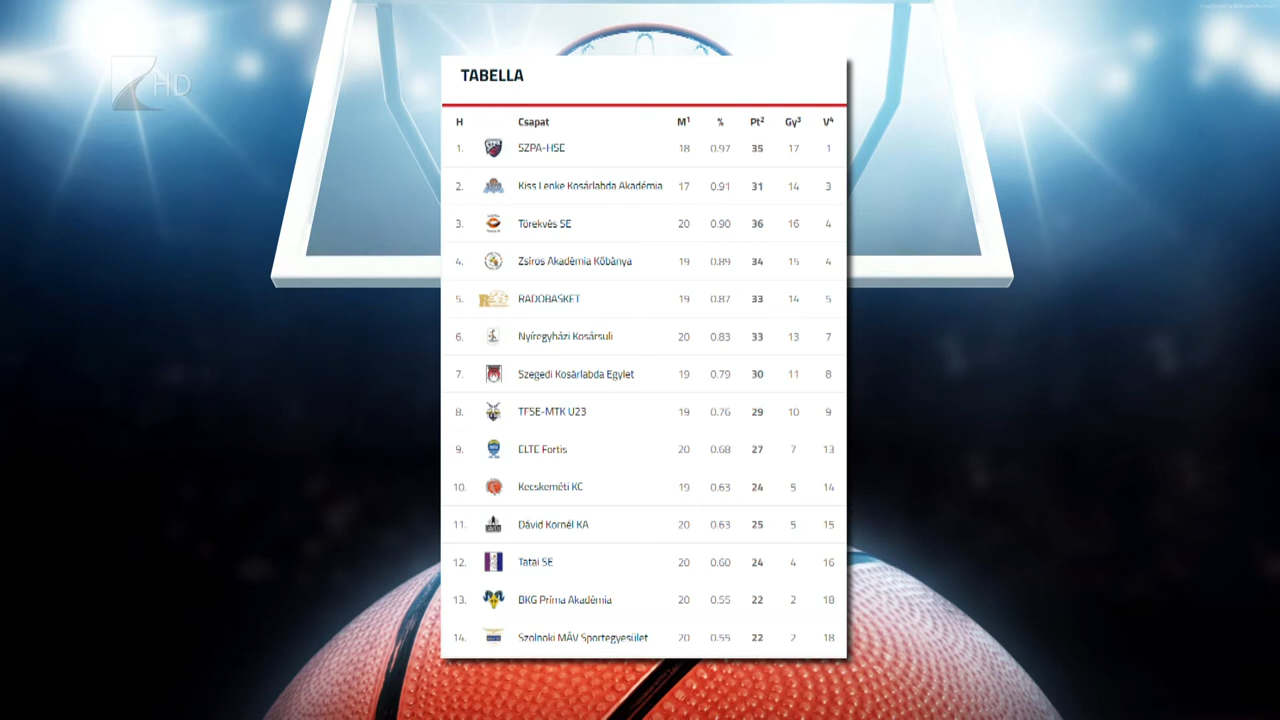 HD
TABELLA
H Csapat M¹ % Pt² Gy³ V⁴
1. SZPA-HSE 18 0.97 35 17 1
2. Kiss Lenke Kosárlabda Akadémia 17 0.91 31 14 3
3. Törekvés SE 20 0.90 36 16 4
4. Zsíros Akadémia Kőbánya 19 0.89 34 15 4
5. RADOBASKET 19 0.87 33 14 5
6. Nyíregyházi Kosársuli 20 0.83 33 13 7
7. Szegedi Kosárlabda Egylet 19 0.79 30 11 8
8. TFSE-MTK U23 19 0.76 29 10 9
9. ELTE Fortis 20 0.68 27 7 13
10. Kecskeméti KC 19 0.63 24 5 14
11. Dávid Kornél KA 20 0.63 25 5 15
12. Tatai SE 20 0.60 24 4 16
13. BKG Príma Akadémia 20 0.55 22 2 18
14. Szolnoki MÁV Sportegyesület 20 0.55 22 2 18